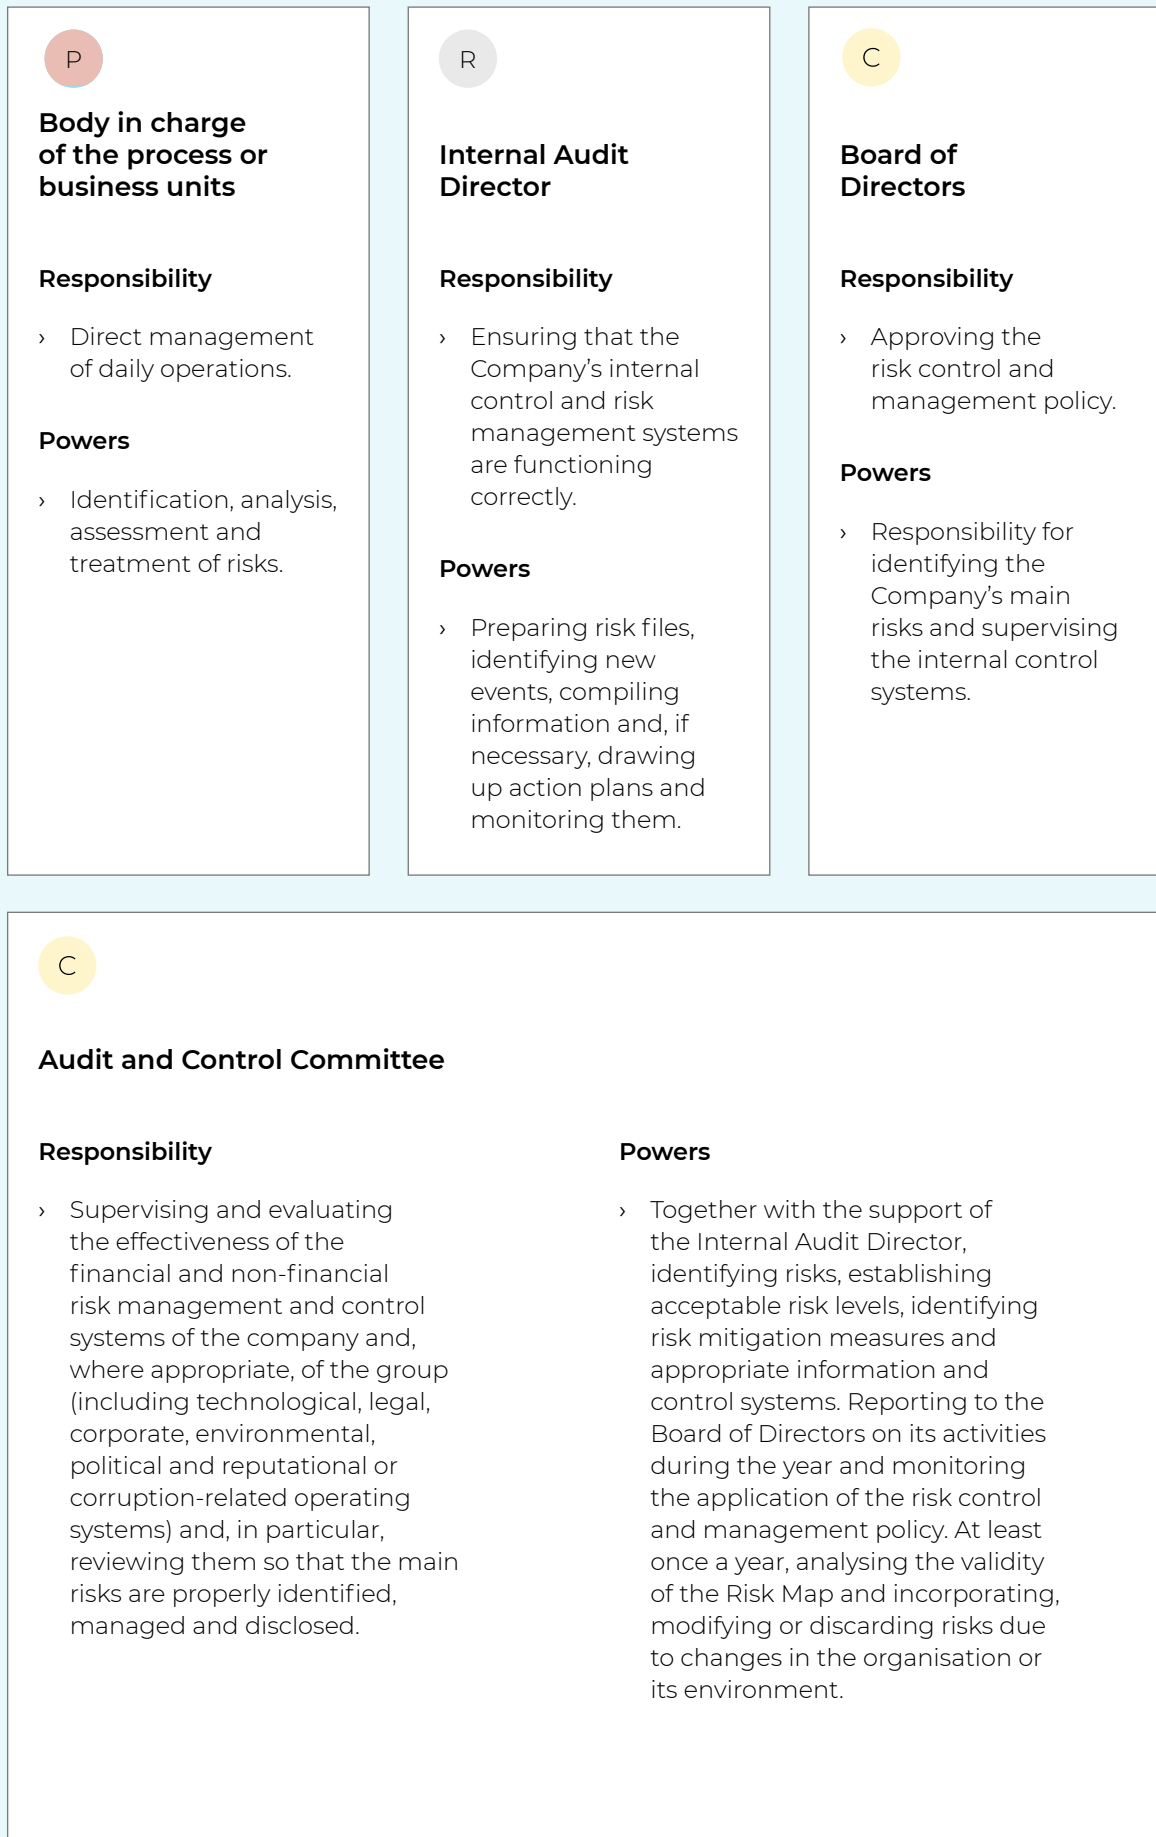 P
Body in charge
of the process or
business units
Responsibility
› Direct management
of daily operations.
Powers
› Identification, analysis,
assessment and
treatment of risks.
R
Internal Audit
Director
Responsibility
› Ensuring that the
Company’s internal
control and risk
management systems
are functioning
correctly.
Powers
› Preparing risk files,
identifying new
events, compiling
information and, if
necessary, drawing
up action plans and
monitoring them.
C
Board of
Directors
Responsibility
› Approving the
risk control and
management policy.
Powers
› Responsibility for
identifying the
Company’s main
risks and supervising
the internal control
systems.
C
Audit and Control Committee
Responsibility
› Supervising and evaluating
the effectiveness of the
financial and non-financial
risk management and control
systems of the company and,
where appropriate, of the group
(including technological, legal,
corporate, environmental,
political and reputational or
corruption-related operating
systems) and, in particular,
reviewing them so that the main
risks are properly identified,
managed and disclosed.
Powers
› Together with the support of
the Internal Audit Director,
identifying risks, establishing
acceptable risk levels, identifying
risk mitigation measures and
appropriate information and
control systems. Reporting to the
Board of Directors on its activities
during the year and monitoring
the application of the risk control
and management policy. At least
once a year, analysing the validity
of the Risk Map and incorporating,
modifying or discarding risks due
to changes in the organisation or
its environment.